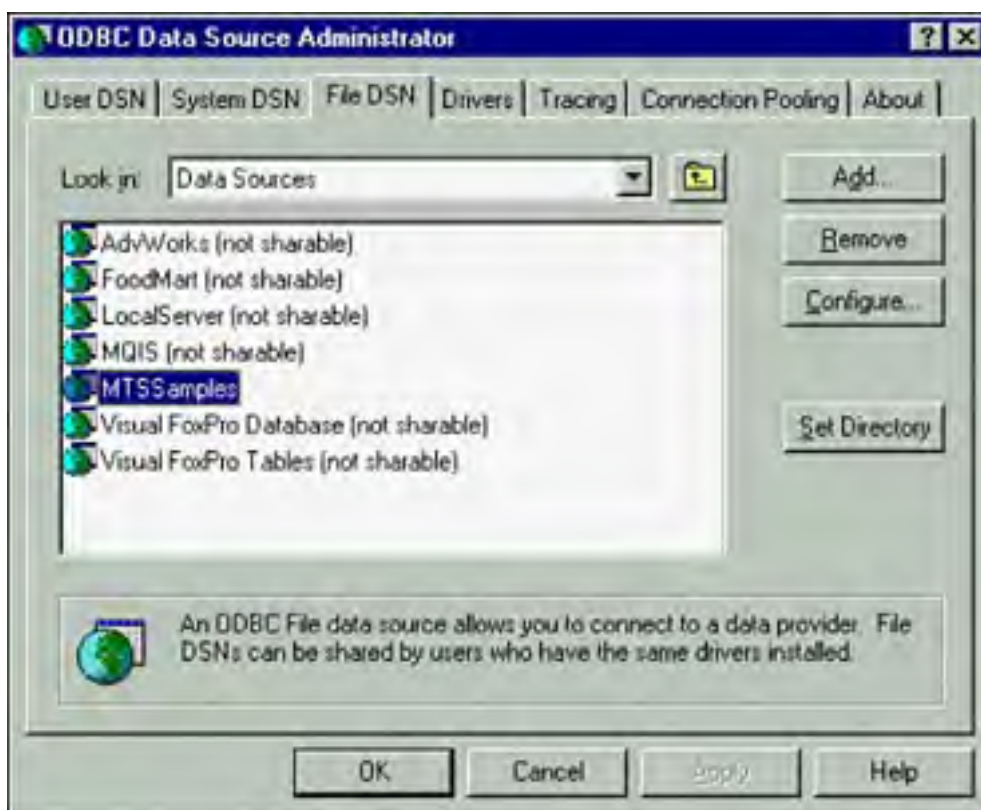 ODBC Data Source Administrator
User DSN System DSN File DSN Drivers Tracing Connection Pooling About
Look in: Data Sources
Add...
AdvWorks (not sharable)
Remove
FoodMart (not sharable)
LocalServer (not sharable)
Configure...
MQIS (not sharable)
MTSSamples
Visual FoxPro Database (not sharable)
Set Directory
Visual FoxPro Tables (not sharable)
An ODBC File data source allows you to connect to a data provider. File
DSNs can be shared by users who have the same drivers installed.
OK Cancel Apply Help